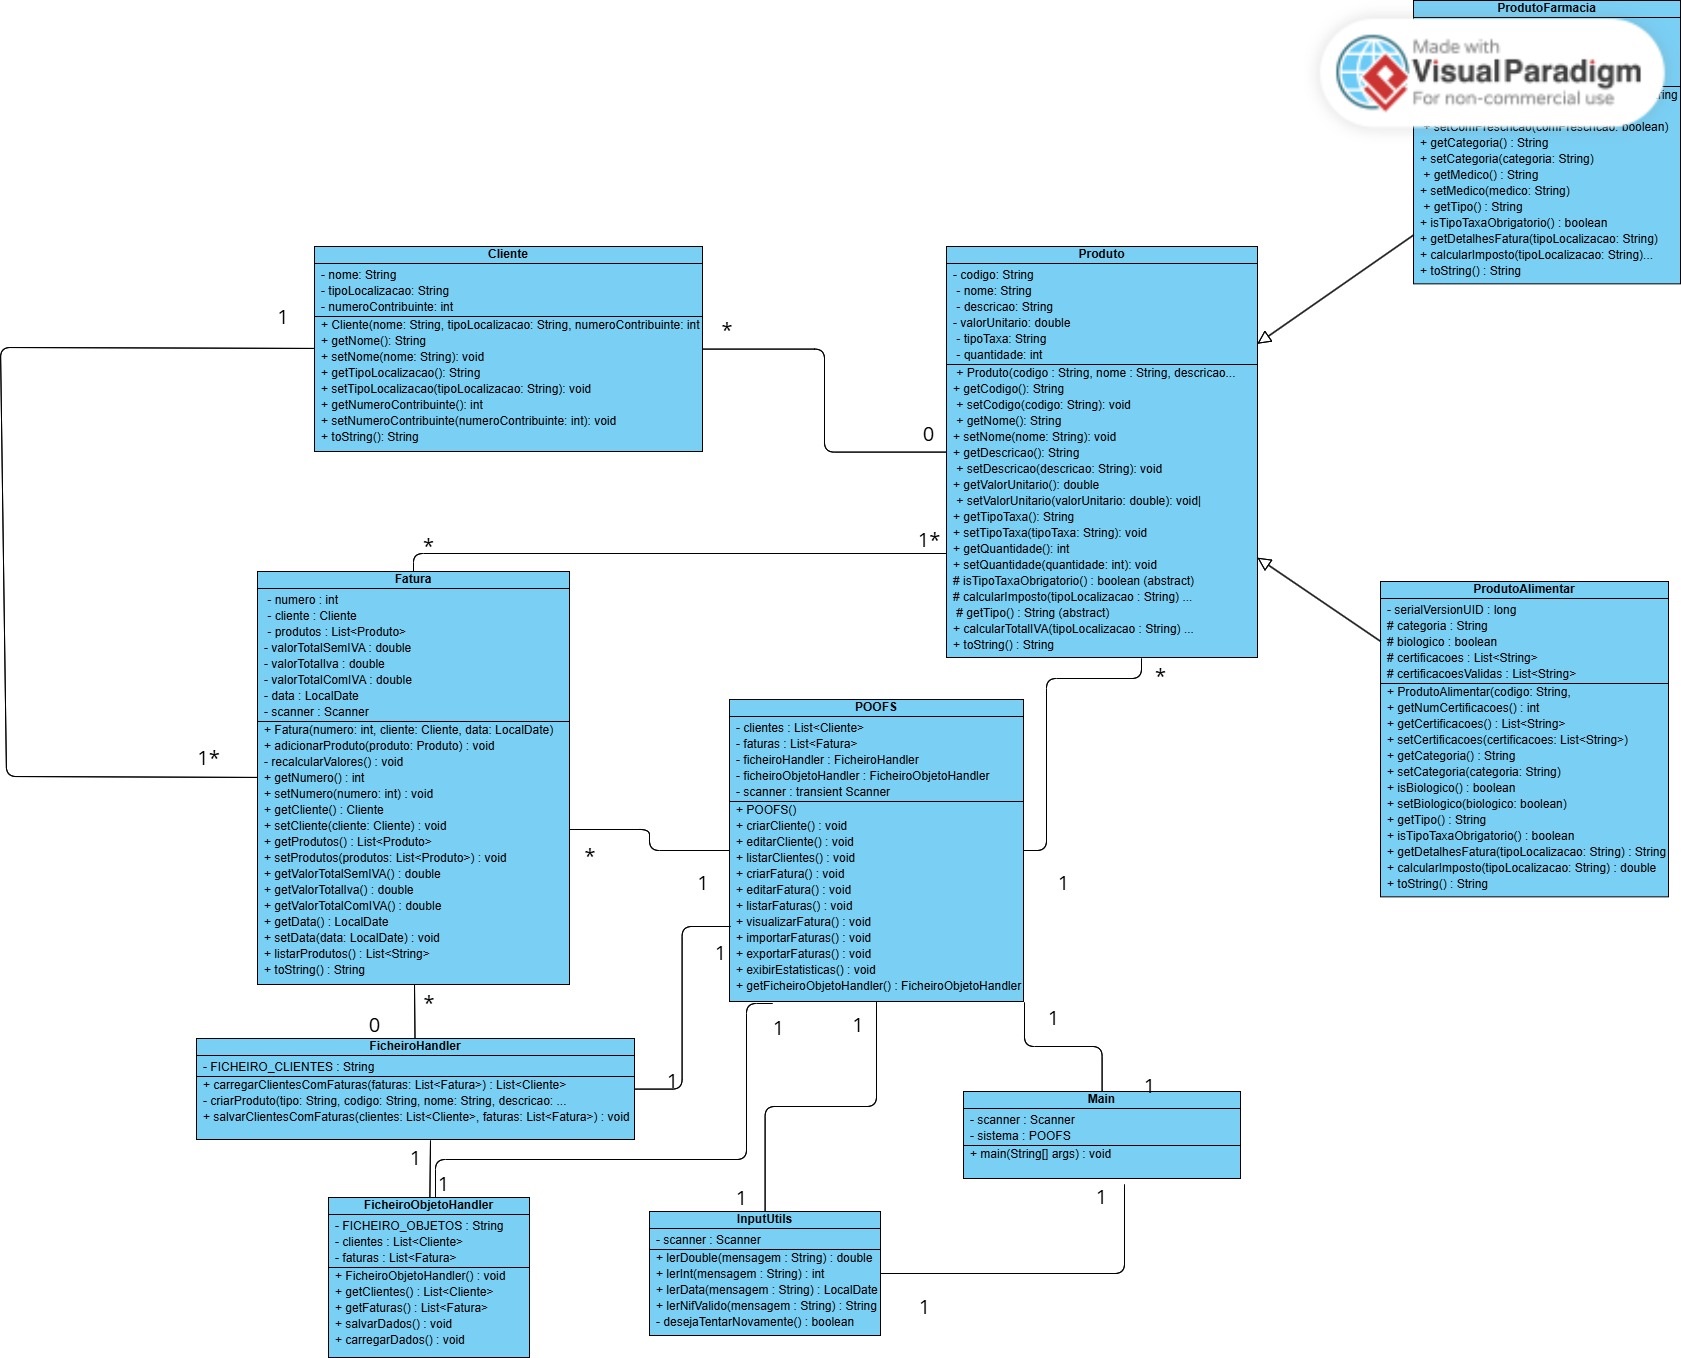 ProdutoFarmacia
Made with
Visual Paradigm
For non-commercial use
+ setComPrescricao(comPrescricao: boolean)
+ getCategoria() : String
+ setCategoria(categoria: String)
+ getMedico() : String
+ setMedico(medico: String)
+ getTipo() : String
+ isTipoTaxaObrigatorio() : boolean
+ getDetalhesFatura(tipoLocalizacao: String)
+ calcularImposto(tipoLocalizacao: String)...
+ toString() : String
Cliente
- nome: String
- tipoLocalizacao: String
- numeroContribuinte: int
+ Cliente(nome: String, tipoLocalizacao: String, numeroContribuinte: int
+ getNome(): String
+ setNome(nome: String): void
+ getTipoLocalizacao(): String
+ setTipoLocalizacao(tipoLocalizacao: String): void
+ getNumeroContribuinte(): int
+ setNumeroContribuinte(numeroContribuinte: int): void
+ toString(): String
1
*
0
Produto
- codigo: String
- nome: String
- descricao: String
- valorUnitario: double
- tipoTaxa: String
- quantidade: int
+ Produto(codigo : String, nome : String, descricao...
+ getCodigo(): String
+ setCodigo(codigo: String): void
+ getNome(): String
+ setNome(nome: String): void
+ getDescricao(): String
+ setDescricao(descricao: String): void
+ getValorUnitario(): double
+ setValorUnitario(valorUnitario: double): void|
+ getTipoTaxa(): String
+ setTipoTaxa(tipoTaxa: String): void
+ getQuantidade(): int
+ setQuantidade(quantidade: int): void
# isTipoTaxaObrigatorio() : boolean (abstract)
# calcularImposto(tipoLocalizacao : String) ...
# getTipo() : String (abstract)
+ calcularTotalIVA(tipoLocalizacao : String) ...
+ toString() : String
*
1*
*
Fatura
- numero : int
- cliente : Cliente
- produtos : List<Produto>
- valorTotalSemIVA : double
- valorTotalIva : double
- valorTotalComIVA : double
- data : LocalDate
- scanner : Scanner
+ Fatura(numero: int, cliente: Cliente, data: LocalDate)
+ adicionarProduto(produto: Produto) : void
- recalcularValores() : void
+ getNumero() : int
+ setNumero(numero: int) : void
+ getCliente() : Cliente
+ setCliente(cliente: Cliente) : void
+ getProdutos() : List<Produto>
+ setProdutos(produtos: List<Produto>) : void
+ getValorTotalSemIVA() : double
+ getValorTotalIva() : double
+ getValorTotalComIVA() : double
+ getData() : LocalDate
+ setData(data: LocalDate) : void
+ listarProdutos() : List<String>
+ toString() : String
1*
*
1
ProdutoAlimentar
- serialVersionUID : long
# categoria : String
# biologico : boolean
# certificacoes : List<String>
# certificacoesValidas : List<String>
+ ProdutoAlimentar(codigo: String,
+ getNumCertificacoes() : int
+ getCertificacoes() : List<String>
+ setCertificacoes(certificacoes: List<String>)
+ getCategoria() : String
+ setCategoria(categoria: String)
+ isBiologico() : boolean
+ setBiologico(biologico: boolean)
+ getTipo() : String
+ isTipoTaxaObrigatorio() : boolean
+ getDetalhesFatura(tipoLocalizacao: String) : String
+ calcularImposto(tipoLocalizacao: String) : double
+ toString() : String
POOFS
- clientes : List<Cliente>
- faturas : List<Fatura>
- ficheiroHandler : FicheiroHandler
- ficheiroObjetoHandler : FicheiroObjetoHandler
- scanner : transient Scanner
+ POOFS()
+ criarCliente() : void
+ editarCliente() : void
+ listarClientes() : void
+ criarFatura() : void
+ editarFatura() : void
+ listarFaturas() : void
+ visualizarFatura() : void
+ importarFaturas() : void
+ exportarFaturas() : void
+ exibirEstatisticas() : void
+ getFicheiroObjetoHandler() : FicheiroObjetoHandler
1
1
1
1
1
*
0
FicheiroHandler
- FICHEIRO_CLIENTES : String
+ carregarClientesComFaturas(faturas: List<Fatura>) : List<Cliente>
- criarProduto(tipo: String, codigo: String, nome: String, descricao: ...
+ salvarClientesComFaturas(clientes: List<Cliente>, faturas: List<Fatura>) : void
1
1
1
Main
- scanner : Scanner
- sistema : POOFS
+ main(String[] args) : void
1
1
FicheiroObjetoHandler
- FICHEIRO_OBJETOS : String
- clientes : List<Cliente>
- faturas : List<Fatura>
+ FicheiroObjetoHandler() : void
+ getClientes() : List<Cliente>
+ getFaturas() : List<Fatura>
+ salvarDados() : void
+ carregarDados() : void
1
InputUtils
- scanner : Scanner
+ lerDouble(mensagem : String) : double
+ lerInt(mensagem : String) : int
+ lerData(mensagem : String) : LocalDate
+ lerNifValido(mensagem : String) : String
- desejaTentarNovamente() : boolean
1